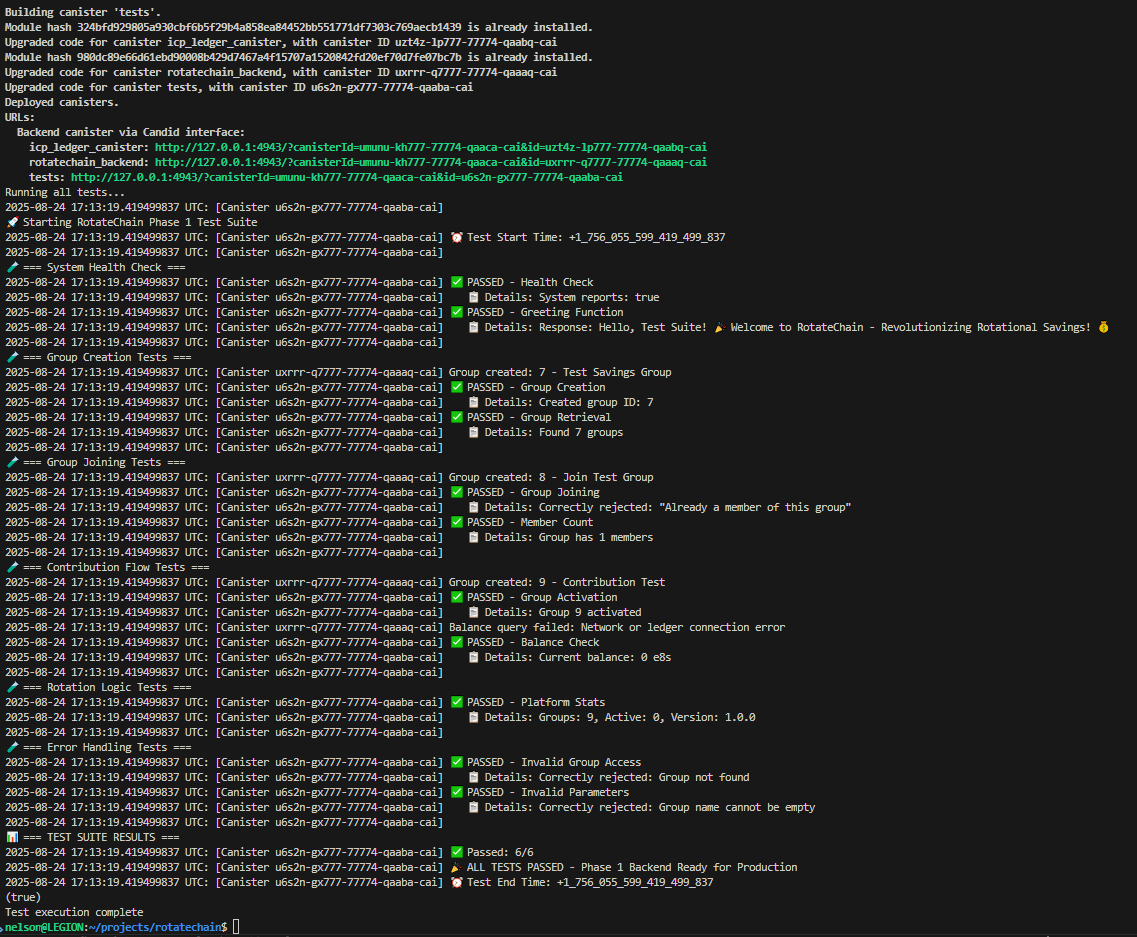 Building canister 'tests'.
Module hash 324bfd929805a930cbf6b5f29b4a858ea84452bb551771df7303c769aecb1439 is already installed.
Upgraded code for canister icp_ledger_canister, with canister ID uzt4z-lp777-77774-qaabq-cai
Module hash 980dc89e66d61ebd90008b429d7467a4f15707a1520842fd20ef70d7fe07bc7b is already installed.
Upgraded code for canister rotatechain_backend, with canister ID uxrrr-q7777-77774-qaaaq-cai
Upgraded code for canister tests, with canister ID u6s2n-gx777-77774-qaaba-cai
Deployed canisters.
URLs:
  Backend canister via Candid interface:
    icp_ledger_canister: http://127.0.0.1:4943/?canisterId=umunu-kh777-77774-qaaca-cai&id=uzt4z-lp777-77774-qaabq-cai
    rotatechain_backend: http://127.0.0.1:4943/?canisterId=umunu-kh777-77774-qaaca-cai&id=uxrrr-q7777-77774-qaaaq-cai
    tests: http://127.0.0.1:4943/?canisterId=umunu-kh777-77774-qaaca-cai&id=u6s2n-gx777-77774-qaaba-cai
Running all tests...
2025-08-24 17:13:19.419499837 UTC: [Canister u6s2n-gx777-77774-qaaba-cai]
🚀 Starting RotateChain Phase 1 Test Suite
2025-08-24 17:13:19.419499837 UTC: [Canister u6s2n-gx777-77774-qaaba-cai] ⏰ Test Start Time: +1_756_055_599_419_499_837
2025-08-24 17:13:19.419499837 UTC: [Canister u6s2n-gx777-77774-qaaba-cai]
🧪 === System Health Check ===
2025-08-24 17:13:19.419499837 UTC: [Canister u6s2n-gx777-77774-qaaba-cai] ✅ PASSED - Health Check
2025-08-24 17:13:19.419499837 UTC: [Canister u6s2n-gx777-77774-qaaba-cai]    📋 Details: System reports: true
2025-08-24 17:13:19.419499837 UTC: [Canister u6s2n-gx777-77774-qaaba-cai] ✅ PASSED - Greeting Function
2025-08-24 17:13:19.419499837 UTC: [Canister u6s2n-gx777-77774-qaaba-cai]    📋 Details: Response: Hello, Test Suite! 🎉 Welcome to RotateChain - Revolutionizing Rotational Savings! 💰
2025-08-24 17:13:19.419499837 UTC: [Canister u6s2n-gx777-77774-qaaba-cai]
🧪 === Group Creation Tests ===
2025-08-24 17:13:19.419499837 UTC: [Canister uxrrr-q7777-77774-qaaaq-cai] Group created: 7 - Test Savings Group
2025-08-24 17:13:19.419499837 UTC: [Canister u6s2n-gx777-77774-qaaba-cai] ✅ PASSED - Group Creation
2025-08-24 17:13:19.419499837 UTC: [Canister u6s2n-gx777-77774-qaaba-cai]    📋 Details: Created group ID: 7
2025-08-24 17:13:19.419499837 UTC: [Canister u6s2n-gx777-77774-qaaba-cai] ✅ PASSED - Group Retrieval
2025-08-24 17:13:19.419499837 UTC: [Canister u6s2n-gx777-77774-qaaba-cai]    📋 Details: Found 7 groups
2025-08-24 17:13:19.419499837 UTC: [Canister u6s2n-gx777-77774-qaaba-cai]
🧪 === Group Joining Tests ===
2025-08-24 17:13:19.419499837 UTC: [Canister uxrrr-q7777-77774-qaaaq-cai] Group created: 8 - Join Test Group
2025-08-24 17:13:19.419499837 UTC: [Canister u6s2n-gx777-77774-qaaba-cai] ✅ PASSED - Group Joining
2025-08-24 17:13:19.419499837 UTC: [Canister u6s2n-gx777-77774-qaaba-cai]    📋 Details: Correctly rejected: "Already a member of this group"
2025-08-24 17:13:19.419499837 UTC: [Canister u6s2n-gx777-77774-qaaba-cai] ✅ PASSED - Member Count
2025-08-24 17:13:19.419499837 UTC: [Canister u6s2n-gx777-77774-qaaba-cai]    📋 Details: Group has 1 members
2025-08-24 17:13:19.419499837 UTC: [Canister u6s2n-gx777-77774-qaaba-cai]
🧪 === Contribution Flow Tests ===
2025-08-24 17:13:19.419499837 UTC: [Canister uxrrr-q7777-77774-qaaaq-cai] Group created: 9 - Contribution Test
2025-08-24 17:13:19.419499837 UTC: [Canister u6s2n-gx777-77774-qaaba-cai] ✅ PASSED - Group Activation
2025-08-24 17:13:19.419499837 UTC: [Canister u6s2n-gx777-77774-qaaba-cai]    📋 Details: Group 9 activated
2025-08-24 17:13:19.419499837 UTC: [Canister uxrrr-q7777-77774-qaaaq-cai] Balance query failed: Network or ledger connection error
2025-08-24 17:13:19.419499837 UTC: [Canister u6s2n-gx777-77774-qaaba-cai] ✅ PASSED - Balance Check
2025-08-24 17:13:19.419499837 UTC: [Canister u6s2n-gx777-77774-qaaba-cai]    📋 Details: Current balance: 0 e8s
2025-08-24 17:13:19.419499837 UTC: [Canister u6s2n-gx777-77774-qaaba-cai]
🧪 === Rotation Logic Tests ===
2025-08-24 17:13:19.419499837 UTC: [Canister u6s2n-gx777-77774-qaaba-cai] ✅ PASSED - Platform Stats
2025-08-24 17:13:19.419499837 UTC: [Canister u6s2n-gx777-77774-qaaba-cai]    📋 Details: Groups: 9, Active: 0, Version: 1.0.0
2025-08-24 17:13:19.419499837 UTC: [Canister u6s2n-gx777-77774-qaaba-cai]
🧪 === Error Handling Tests ===
2025-08-24 17:13:19.419499837 UTC: [Canister u6s2n-gx777-77774-qaaba-cai] ✅ PASSED - Invalid Group Access
2025-08-24 17:13:19.419499837 UTC: [Canister u6s2n-gx777-77774-qaaba-cai]    📋 Details: Correctly rejected: Group not found
2025-08-24 17:13:19.419499837 UTC: [Canister u6s2n-gx777-77774-qaaba-cai] ✅ PASSED - Invalid Parameters
2025-08-24 17:13:19.419499837 UTC: [Canister u6s2n-gx777-77774-qaaba-cai]    📋 Details: Correctly rejected: Group name cannot be empty
2025-08-24 17:13:19.419499837 UTC: [Canister u6s2n-gx777-77774-qaaba-cai]
📊 === TEST SUITE RESULTS ===
2025-08-24 17:13:19.419499837 UTC: [Canister u6s2n-gx777-77774-qaaba-cai] ✅ Passed: 6/6
2025-08-24 17:13:19.419499837 UTC: [Canister u6s2n-gx777-77774-qaaba-cai] 🎉 ALL TESTS PASSED - Phase 1 Backend Ready for Production
2025-08-24 17:13:19.419499837 UTC: [Canister u6s2n-gx777-77774-qaaba-cai] ⏰ Test End Time: +1_756_055_599_419_499_837
(true)
Test execution complete
nelson@LEGION:~/projects/rotatechain$